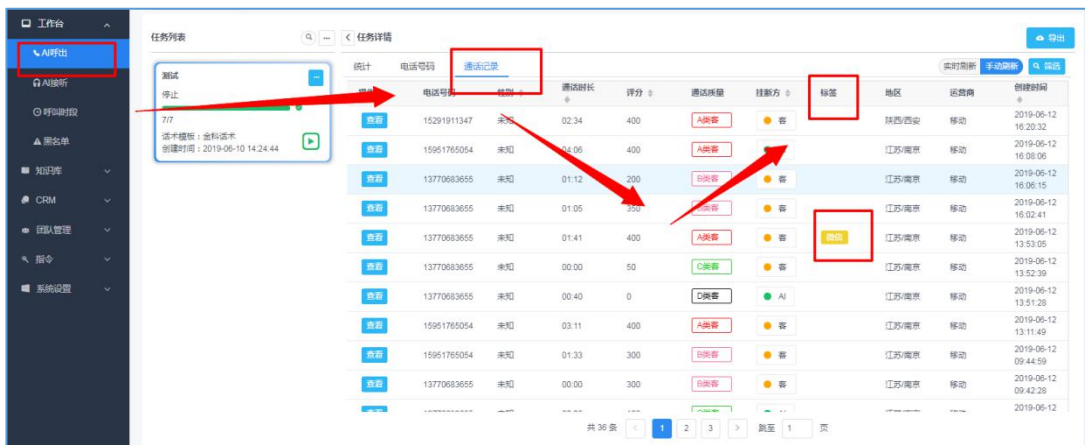 工作台
AI呼出
AI接听
呼叫时段
黑名单
知识库
CRM
团队管理
指令
系统设置
任务列表
测试
停止
7/7
话术模板：金科话术
创建时间：2019-06-10 14:24:44
任务详情
导出
统计 电话号码 通话记录
实时刷新 手动刷新 筛选
电话号码 性别 通话时长 评分 通话质量 挂断方 标签 地区 运营商 创建时间
查看 15291911347 未知 02:34 400 A类客 客 陕西/西安 移动 2019-06-12 16:20:32
查看 15951765054 未知 04:06 400 A类客 江苏/南京 移动 2019-06-12 16:08:06
查看 13770683655 未知 01:12 200 B类客 客 江苏/南京 移动 2019-06-12 16:06:15
查看 13770683655 未知 01:05 350 B类客 客 江苏/南京 移动 2019-06-12 16:02:41
查看 13770683655 未知 01:41 400 A类客 客 微信 江苏/南京 移动 2019-06-12 13:53:05
查看 13770683655 未知 00:00 50 C类客 客 江苏/南京 移动 2019-06-12 13:52:39
查看 13770683655 未知 00:40 0 D类客 AI 江苏/南京 移动 2019-06-12 13:51:28
查看 15951765054 未知 03:11 400 A类客 客 江苏/南京 移动 2019-06-12 13:11:49
查看 15951765054 未知 01:33 300 B类客 客 江苏/南京 移动 2019-06-12 09:44:59
查看 13770683655 未知 00:00 300 B类客 客 江苏/南京 移动 2019-06-12 09:42:28
2019-06-12
共 36 条 < 1 2 3 > 跳至 1 页